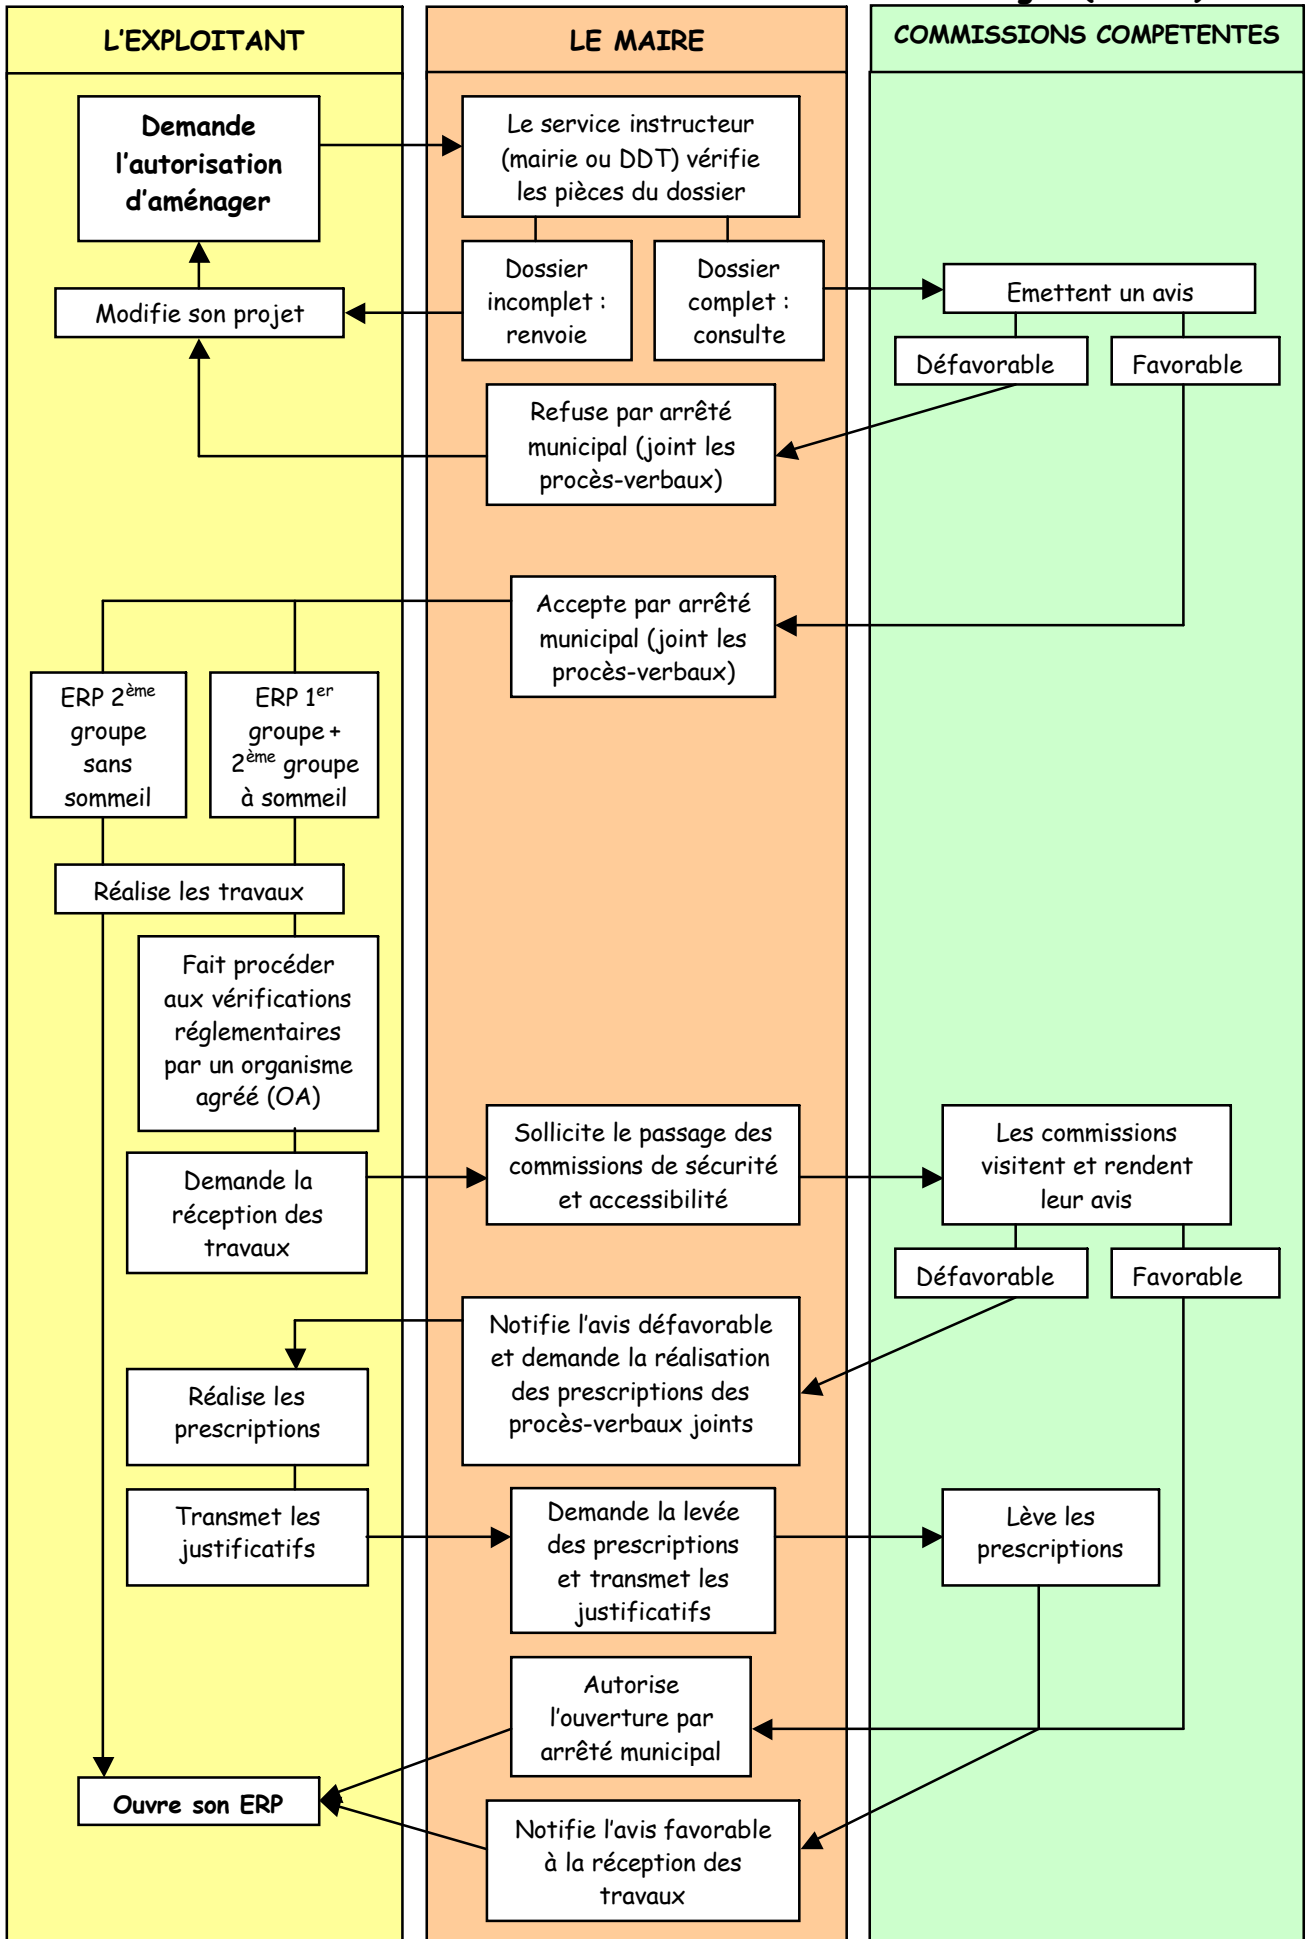 L'EXPLOITANT
LE MAIRE
COMMISSIONS COMPETENTES
Demande
l'autorisation
d'aménager
Le service instructeur
(mairie ou DDT) vérifie
les pièces du dossier
Dossier
incomplet :
renvoie
Dossier
complet :
consulte
Emettent un avis
Modifie son projet
Défavorable
Favorable
Refuse par arrêté
municipal (joint les
procès-verbaux)
Accepte par arrêté
municipal (joint les
procès-verbaux)
ERP 2ème
groupe
sans
sommeil
ERP 1er
groupe +
2ème groupe
à sommeil
Réalise les travaux
Fait procéder
aux vérifications
réglementaires
par un organisme
agréé (OA)
Demande la
réception des
travaux
Sollicite le passage des
commissions de sécurité
et accessibilité
Les commissions
visitent et rendent
leur avis
Défavorable
Favorable
Notifie l'avis défavorable
et demande la réalisation
des prescriptions des
procès-verbaux joints
Réalise les
prescriptions
Transmet les
justificatifs
Demande la levée
des prescriptions
et transmet les
justificatifs
Lève les
prescriptions
Autorise
l'ouverture par
arrêté municipal
Ouvre son ERP
Notifie l'avis favorable
à la réception des
travaux